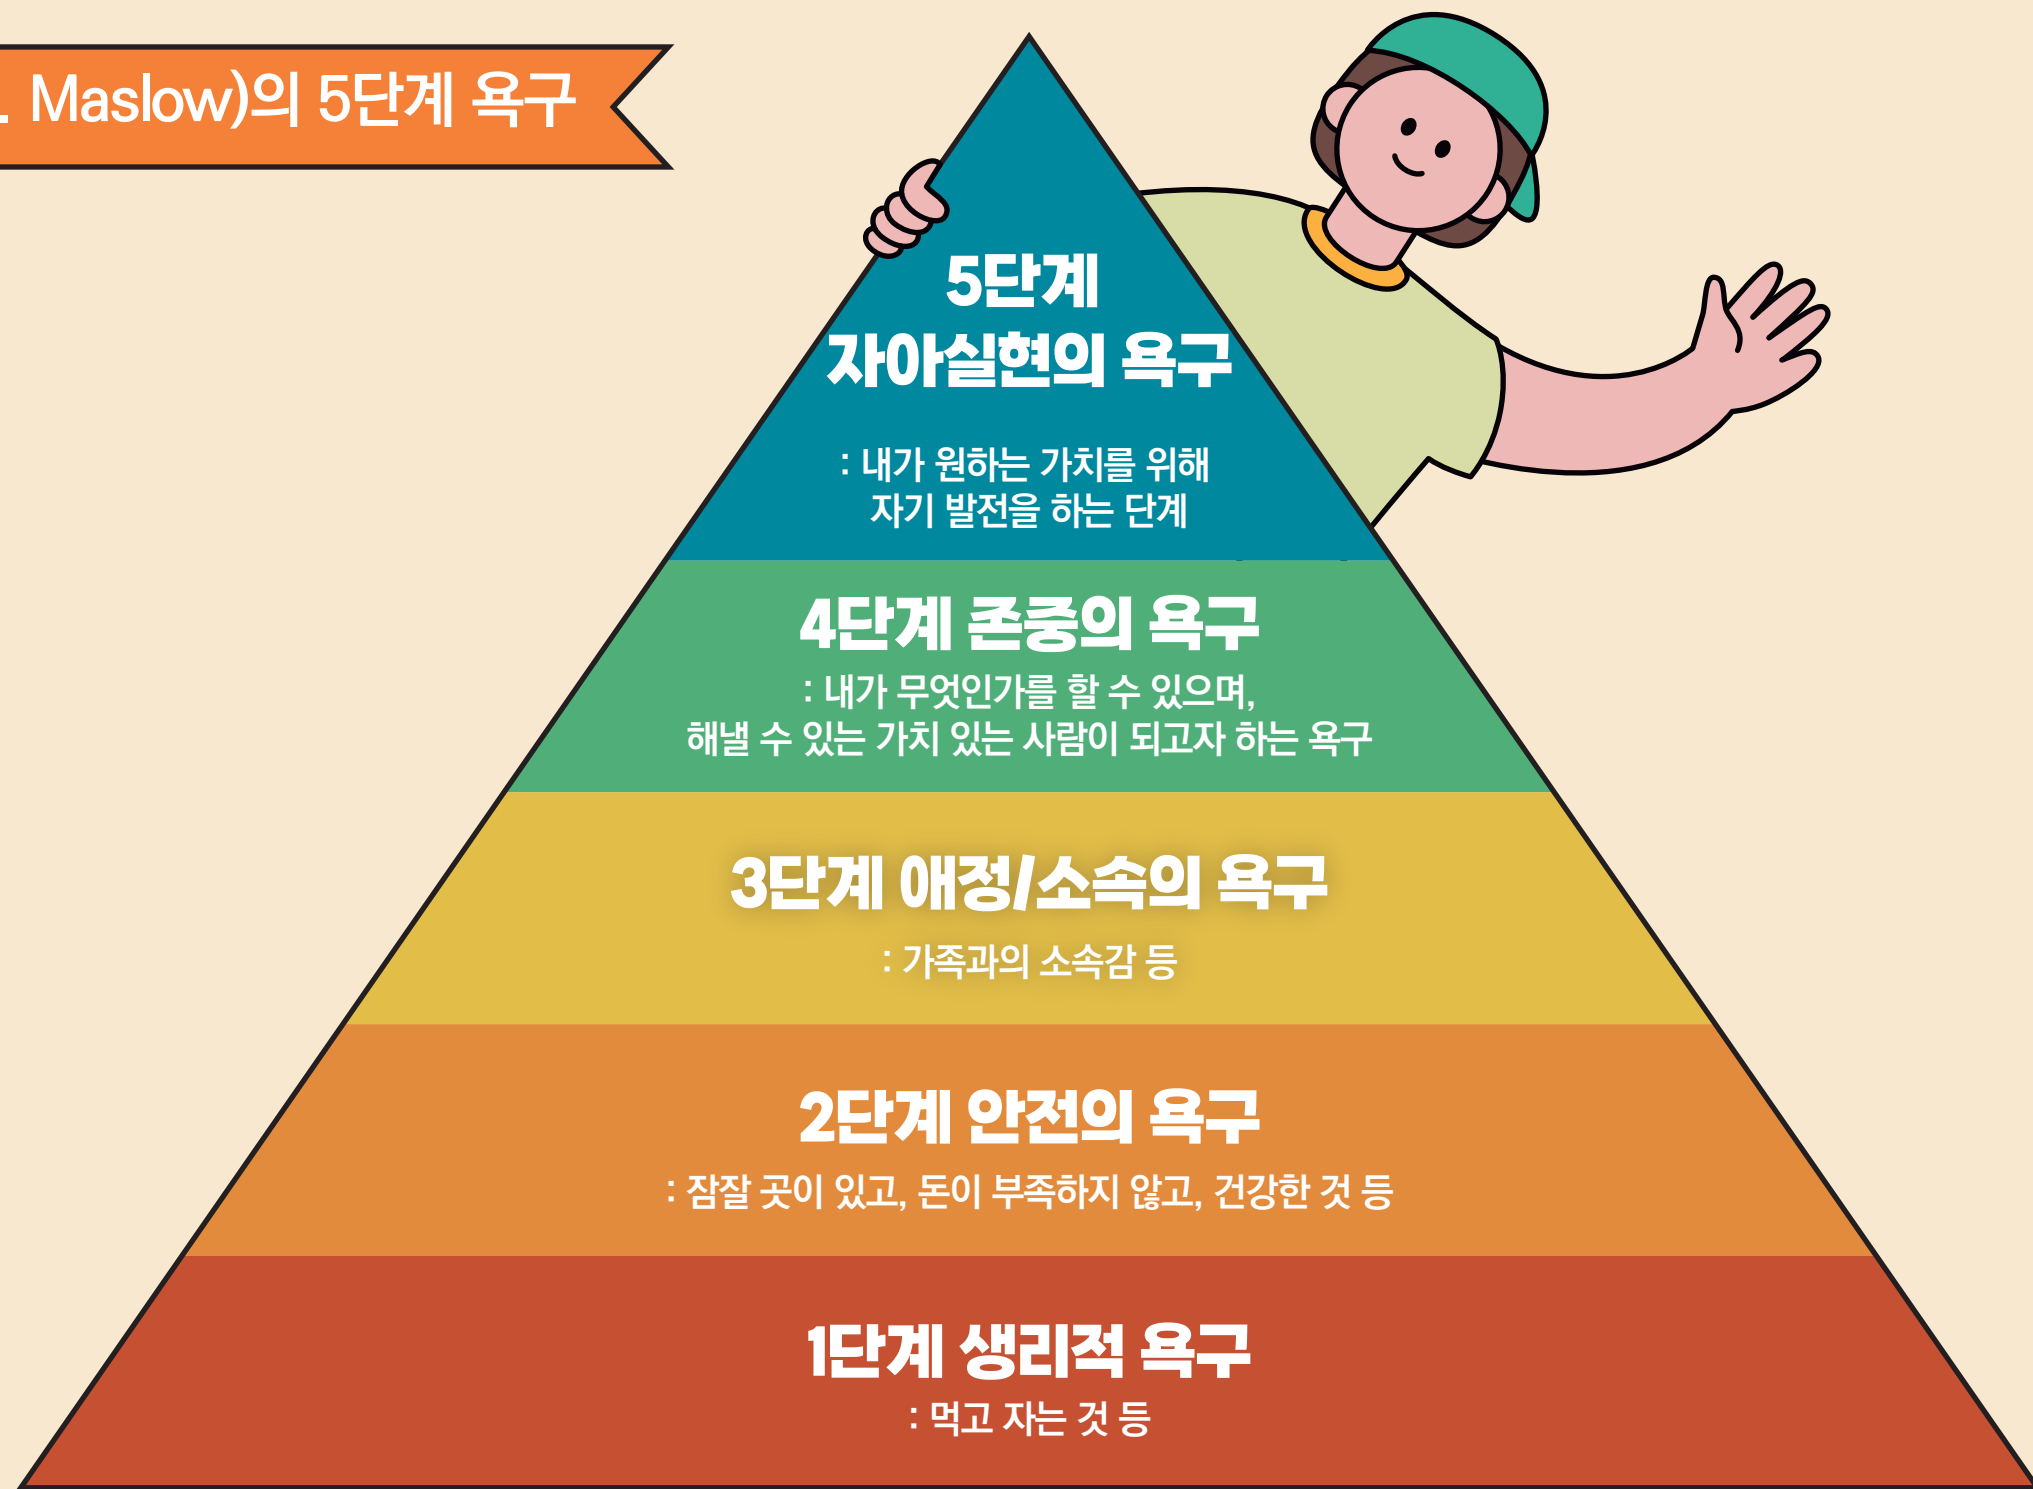 . Maslow)의 5단계 욕구
5단계
자아실현의 욕구
: 내가 원하는 가치를 위해
자기 발전을 하는 단계
4단계 존중의 욕구
: 내가 무엇인가를 할 수 있으며,
해낼 수 있는 가치 있는 사람이 되고자 하는 욕구
3단계 애정/소속의 욕구
: 가족과의 소속감 등
2단계 안전의 욕구
: 잠잘 곳이 있고, 돈이 부족하지 않고, 건강한 것 등
1단계 생리적 욕구
: 먹고 자는 것 등